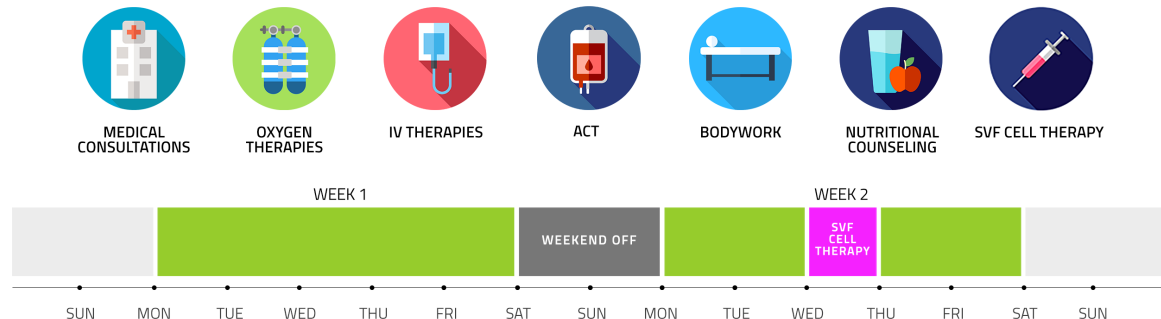 MEDICAL
CONSULTATIONS
OXYGEN
THERAPIES
IV THERAPIES
ACT
BODYWORK
NUTRITIONAL
COUNSELING
SVF CELL THERAPY
WEEK 1
WEEK 2
WEEKEND OFF
SVF
CELL
THERAPY
SUN MON TUE WED THU FRI SAT SUN MON TUE WED THU FRI SAT SUN